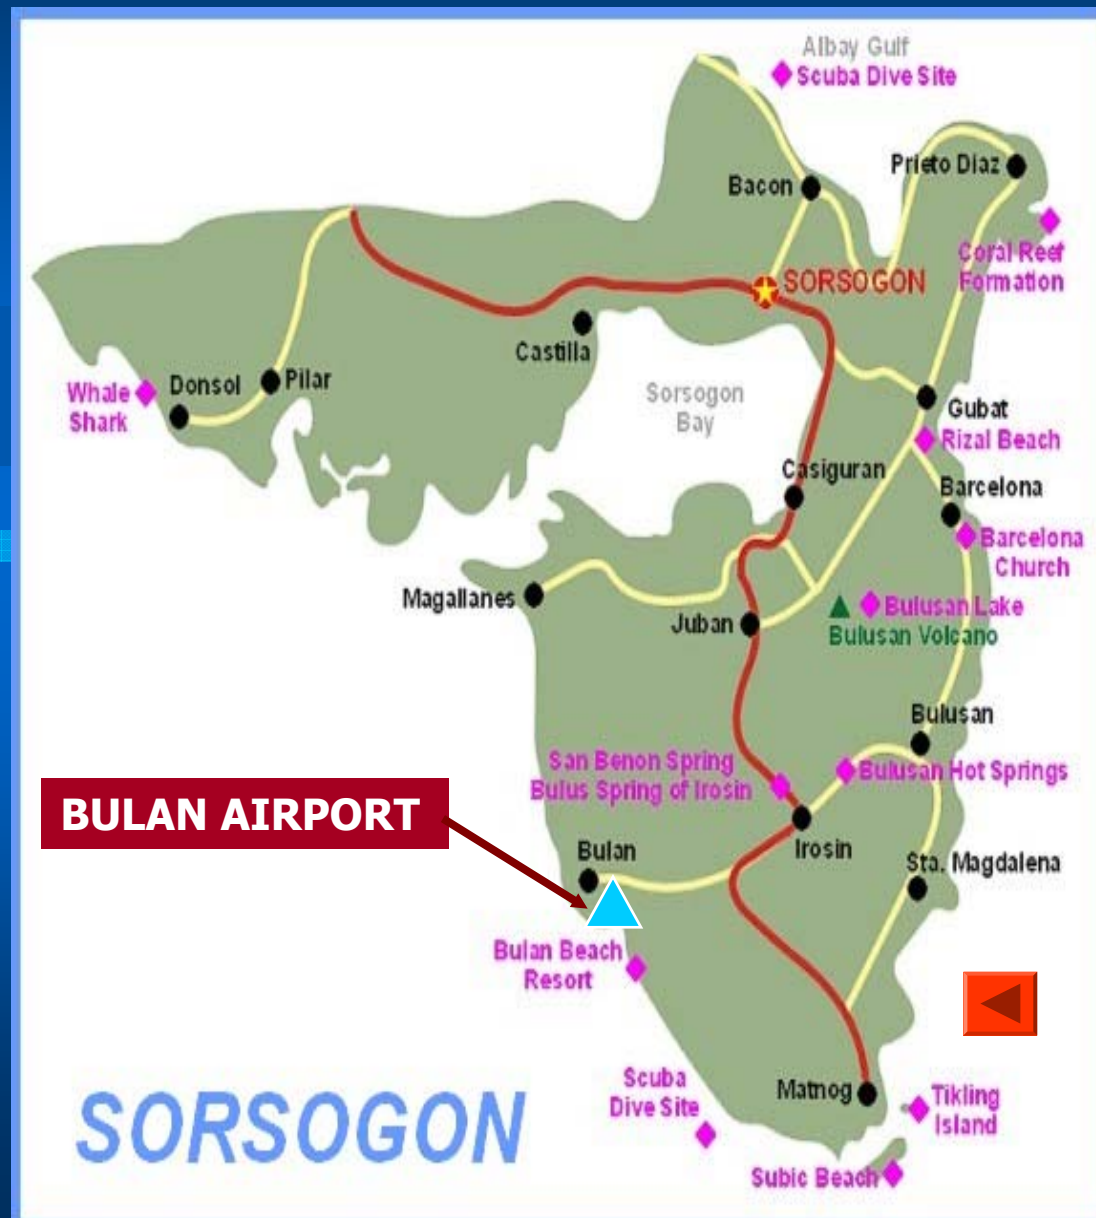 Albay Gulf
Scuba Dive Site
Prieto Diaz
Bacon
Coral Reef
Formation
SORSOGON
Castilla
Donsol
Pilar
Whale
Shark
Sorsogon
Bay
Gubat
Rizal Beach
Casiguran
Barcelona
Barcelona
Church
Magallanes
Juban
Bulusan Lake
Bulusan Volcano
Bulusan
San Benon Spring
Bulus Spring of Irosin
Bulusan Hot Springs
BULAN AIRPORT
Bulan
Irosin
Sta. Magdalena
Bulan Beach
Resort
Scuba
Dive Site
Matnog
Tikling
Island
SORSOGON
Subic Beach